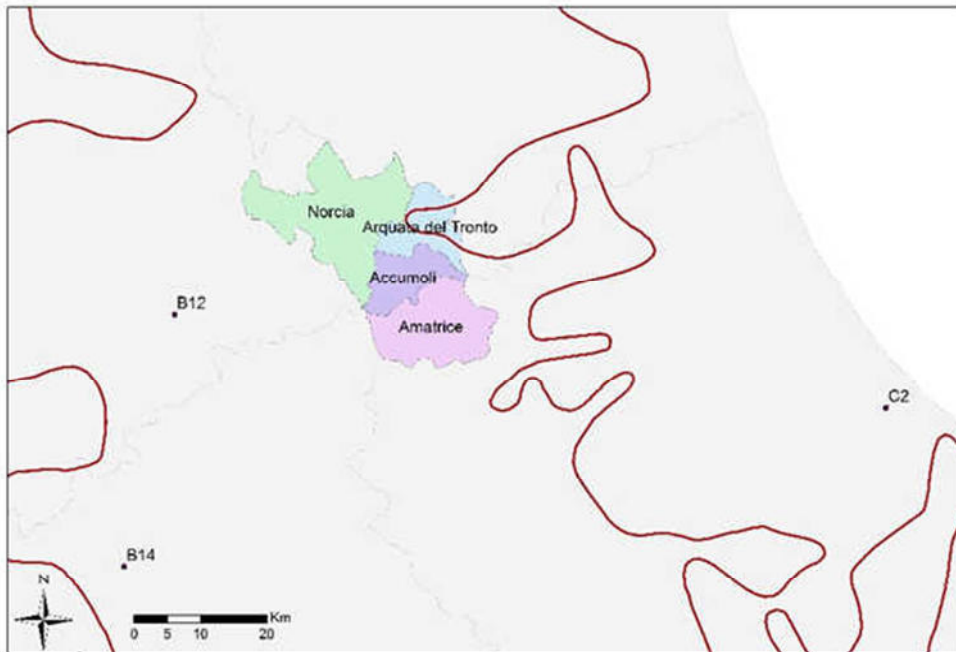 Norcia
Arquata del Tronto
Accumoli
B12
Amatrice
C2
B14
N
Km
0 5 10 20